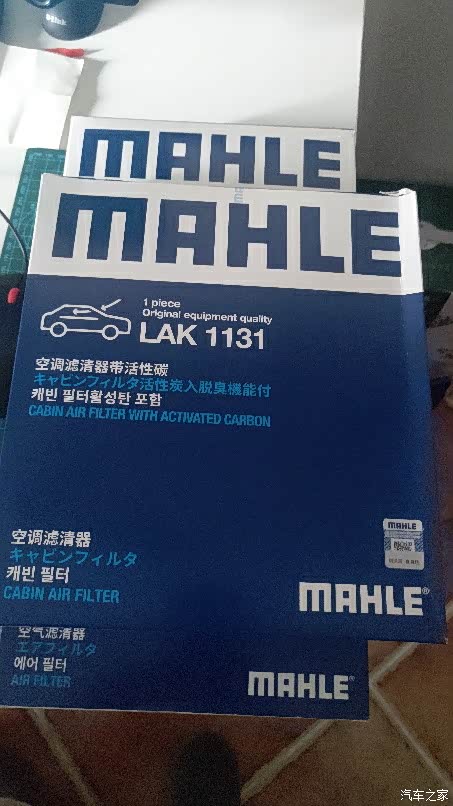 MAHLE
MAHLE
1 piece
Original equipment quality
LAK 1131
空调滤清器带活性碳
キャビンフィルタ活性炭入脱臭機能付
캐빈 필터활성탄 포함
CABIN AIR FILTER WITH ACTIVATED CARBON
MAHLE
空调滤清器
キャビンフィルタ
캐빈 필터
CABIN AIR FILTER
MAHLE®
空气滤清器
エアフィルタ
에어 필터
AIR FILTER
MAHLE®
汽车之家